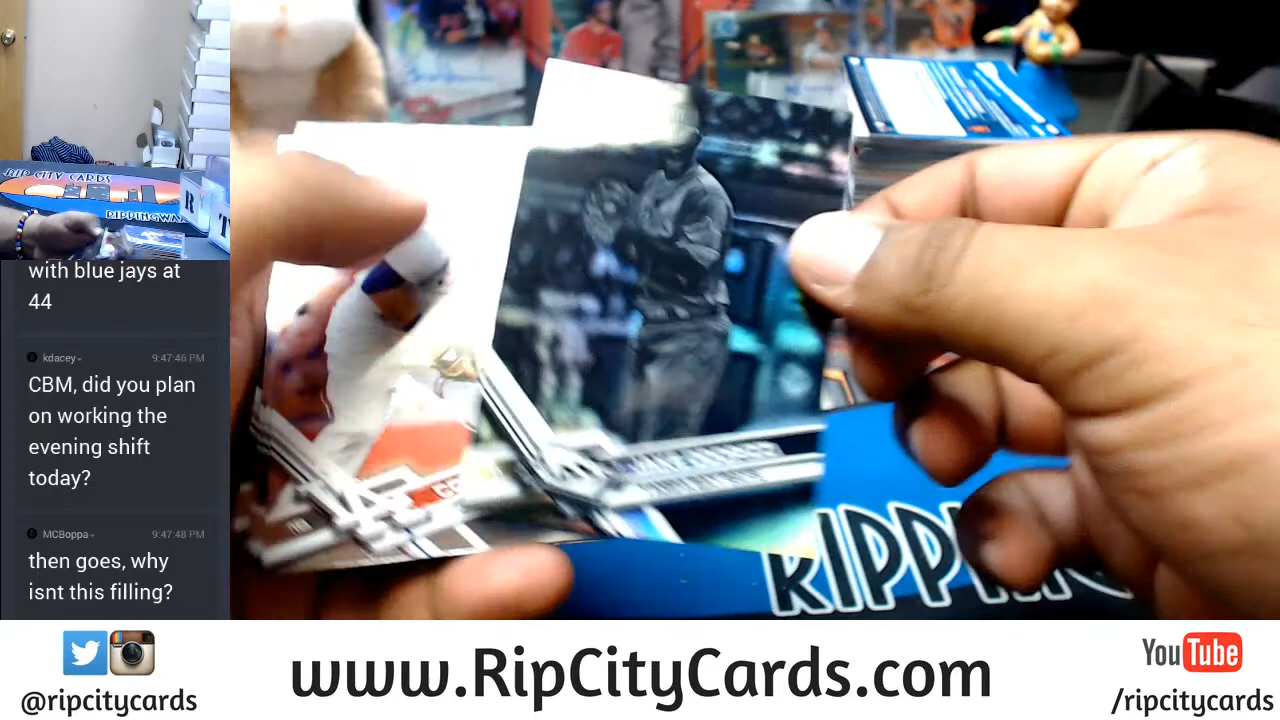 RIP CITY CARDS
RIPPINGWAX
R
T
with blue jays at
44
kdacey
9:47:46 PM
CBM, did you plan
on working the
evening shift
today?
MCBoppa
9:47:48 PM
then goes, why
isnt this filling?
RIPPING
@ripcitycards
www.RipCityCards.com
YouTube
/ripcitycards